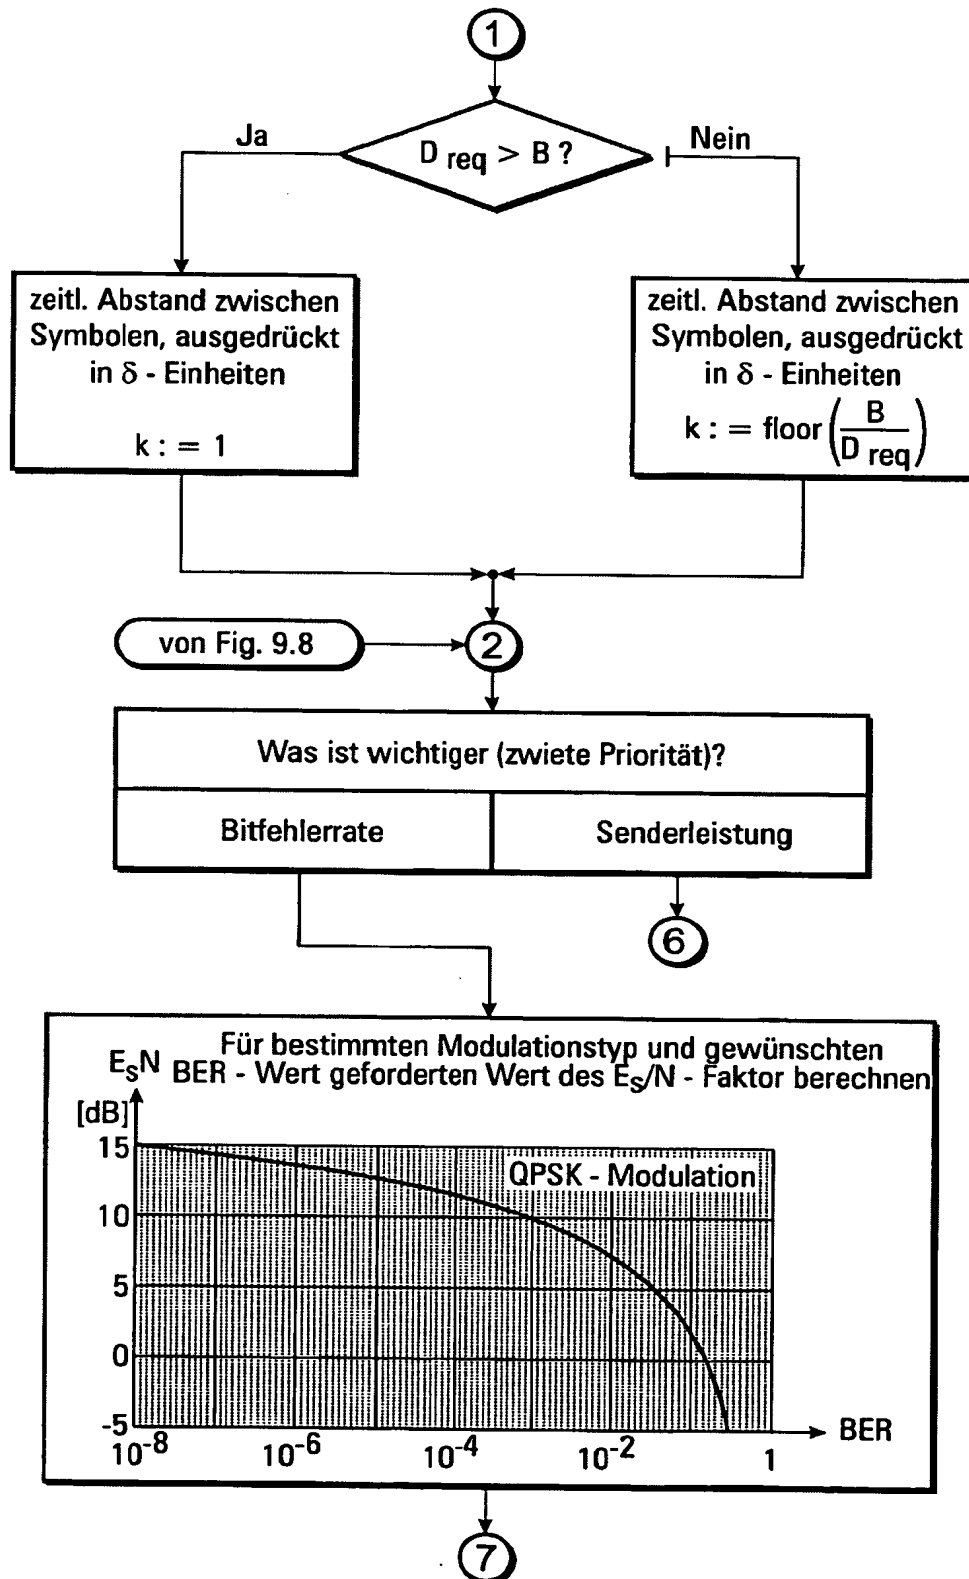 1
D req > B ?
Ja
Nein
zeitl. Abstand zwischen
Symbolen, ausgedrückt
in δ - Einheiten
k : = 1
zeitl. Abstand zwischen
Symbolen, ausgedrückt
in δ - Einheiten
k : = floor ( B / D req )
von Fig. 9.8
2
Was ist wichtiger (zwiete Priorität)?
Bitfehlerrate
Senderleistung
6
Für bestimmten Modulationstyp und gewünschten
BER - Wert geforderten Wert des Es/N - Faktor berechnen
EsN
[dB]
QPSK - Modulation
15
10
5
0
-5
10-8
10-6
10-4
10-2
1
BER
7